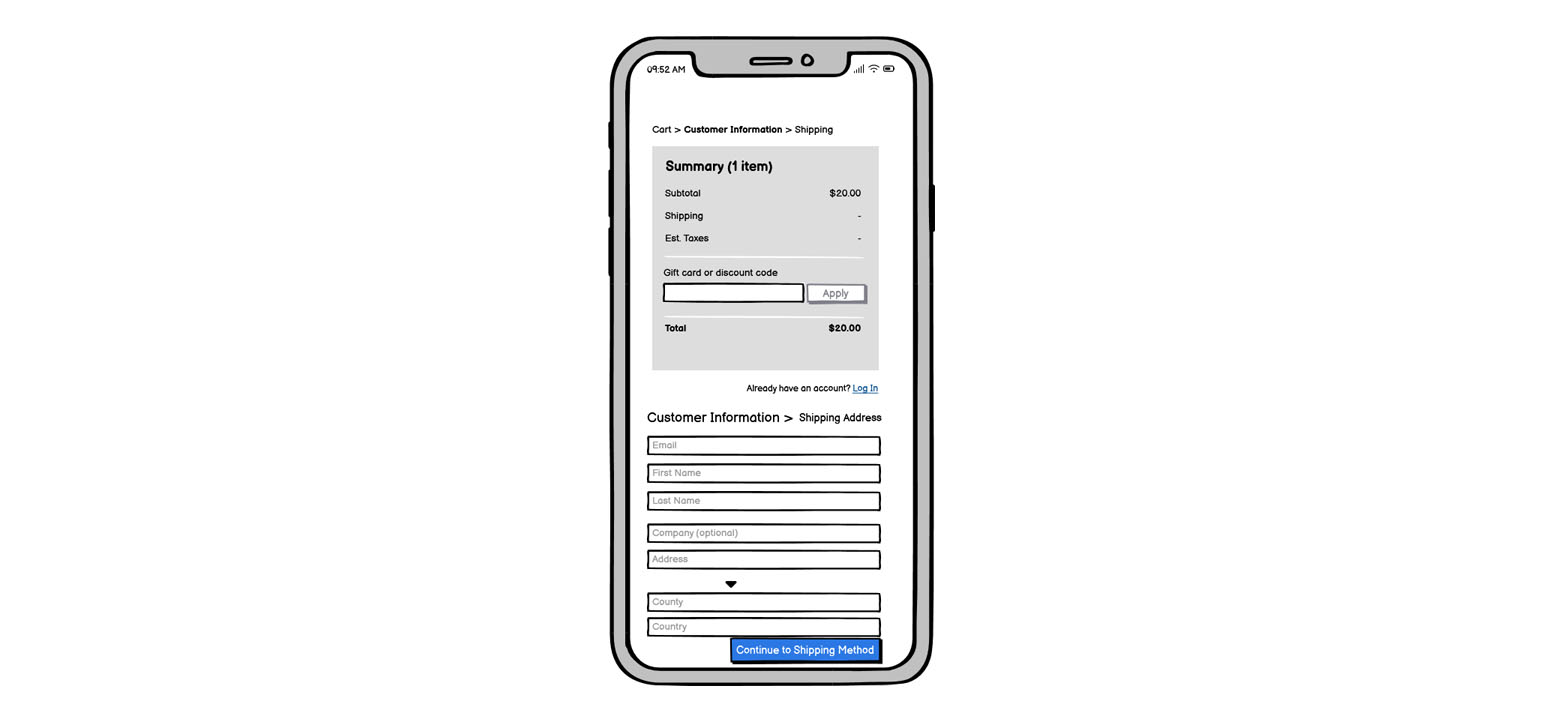 09:52 AM
Cart > Customer Information > Shipping
Summary (1 item)
Subtotal $20.00
Shipping -
Est. Taxes -
Gift card or discount code
Apply
Total $20.00
Already have an account? Log In
Customer Information > Shipping Address
Email
First Name
Last Name
Company (optional)
Address
County
Country
Continue to Shipping Method